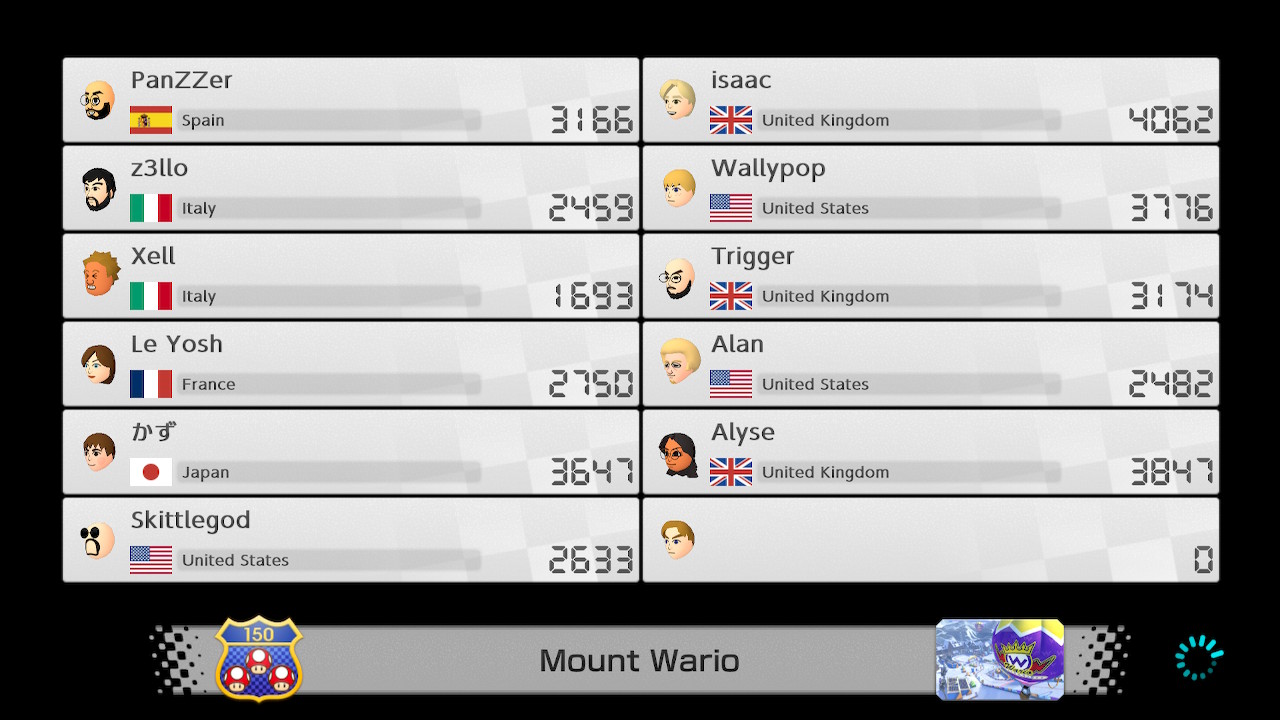 PanZZer
Spain 3166
z3llo
Italy 2459
Xell
Italy 1693
Le Yosh
France 2750
かず
Japan 3647
Skittlegod
United States 2633
isaac
United Kingdom 4062
Wallypop
United States 3776
Trigger
United Kingdom 3174
Alan
United States 2482
Alyse
United Kingdom 3847
0
150
Mount Wario